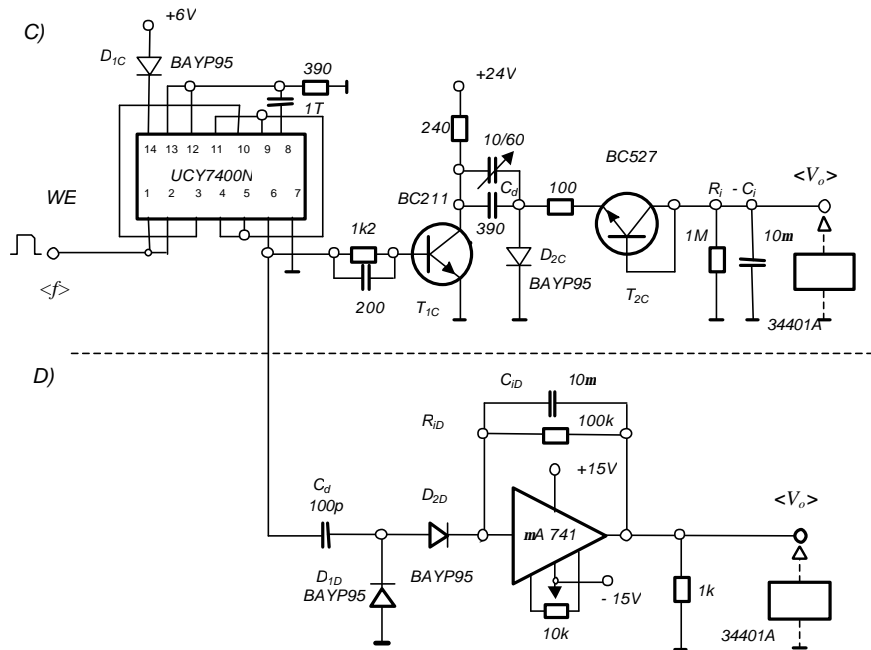 C)
+6V
D1C
BAYP95
390
1T
14 13 12 11 10 9 8
UCY7400N
1 2 3 4 5 6 7
WE
<f>
+24V
240
10/60
Cd
BC211
390
100
BC527
Ri - Ci
<Vo>
1k2
200
T1C
D2C
BAYP95
T2C
1M
10m
34401A
D)
CiD
10m
RiD
100k
+15V
Cd
100p
D2D
BAYP95
D1D
BAYP95
mA 741
- 15V
10k
1k
<Vo>
34401A